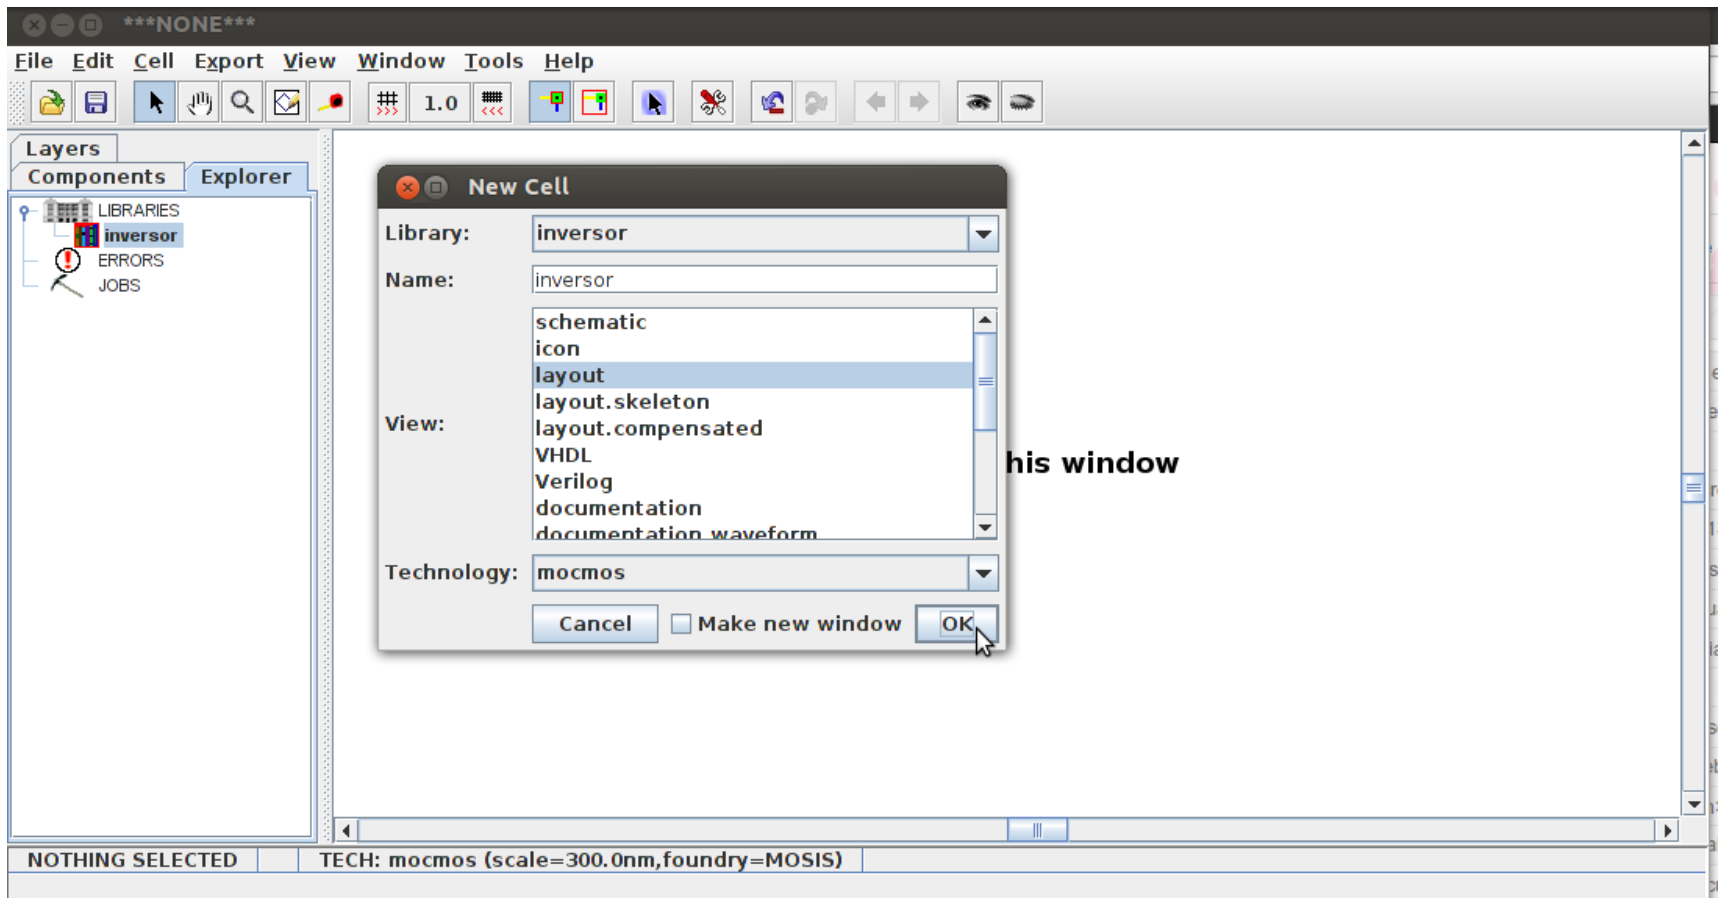 ***NONE***
File Edit Cell Export View Window Tools Help
1.0
Layers
Components Explorer
LIBRARIES
inversor
ERRORS
JOBS
New Cell
Library: inversor
Name: inversor
View:
schematic
icon
layout
layout.skeleton
layout.compensated
VHDL
Verilog
documentation
documentation.waveform
his window
Technology: mocmos
Cancel Make new window OK
NOTHING SELECTED TECH: mocmos (scale=300.0nm,foundry=MOSIS)